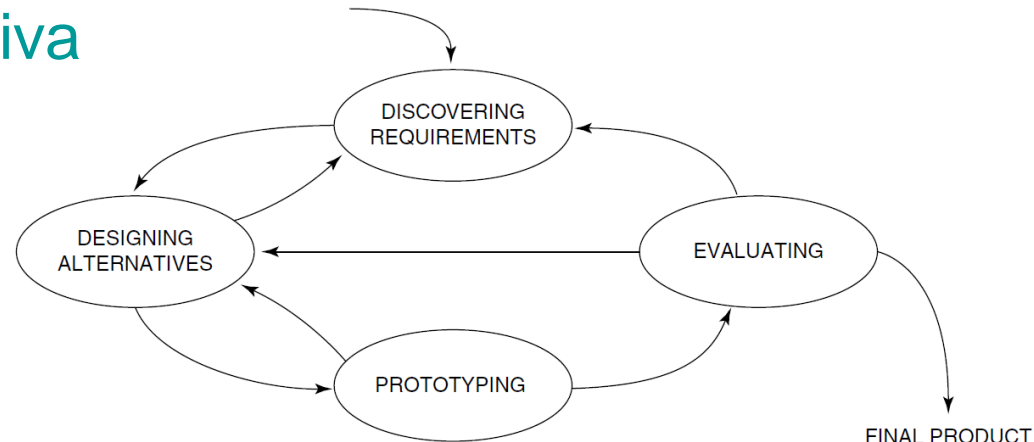 iva
DISCOVERING
REQUIREMENTS
DESIGNING
ALTERNATIVES
EVALUATING
PROTOTYPING
FINAL PRODUCT